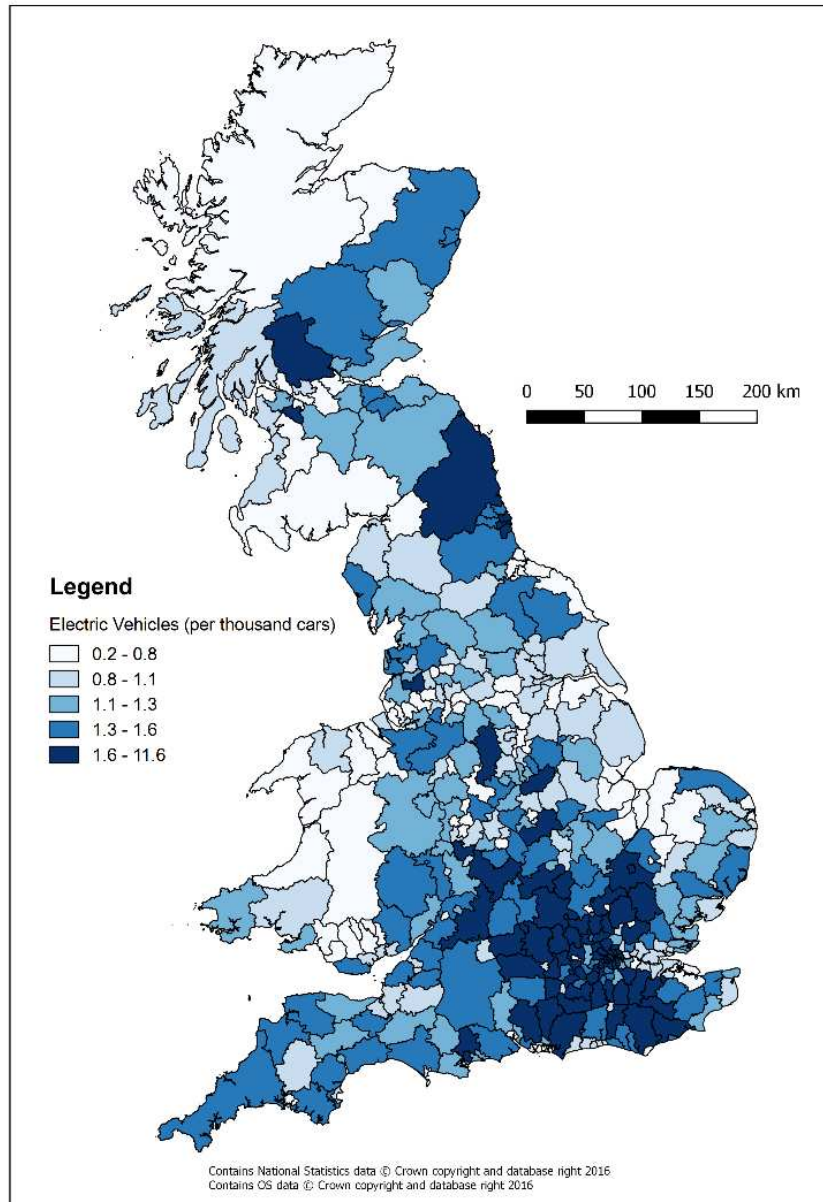 0 50 100 150 200 km
Legend
Electric Vehicles (per thousand cars)
0.2 - 0.8
0.8 - 1.1
1.1 - 1.3
1.3 - 1.6
1.6 - 11.6
Contains National Statistics data © Crown copyright and database right 2016
Contains OS data © Crown copyright and database right 2016